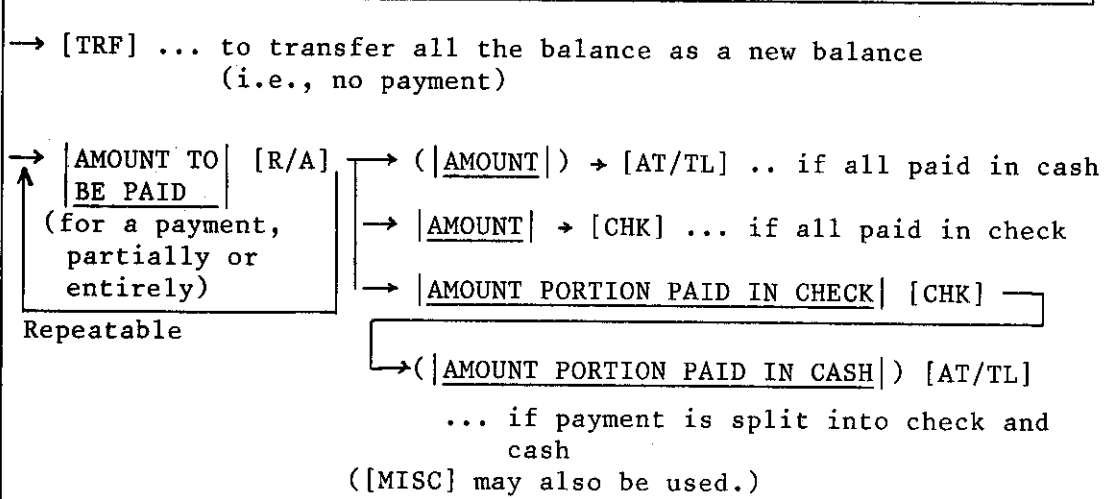 → [TRF] ... to transfer all the balance as a new balance
(i.e., no payment)
→ |AMOUNT TO BE PAID| [R/A] → (|AMOUNT|) → [AT/TL] .. if all paid in cash
(for a payment, partially or entirely)
→ |AMOUNT| → [CHK] ... if all paid in check
→ |AMOUNT PORTION PAID IN CHECK| [CHK]
Repeatable
→(|AMOUNT PORTION PAID IN CASH|) [AT/TL]
... if payment is split into check and
cash
([MISC] may also be used.)